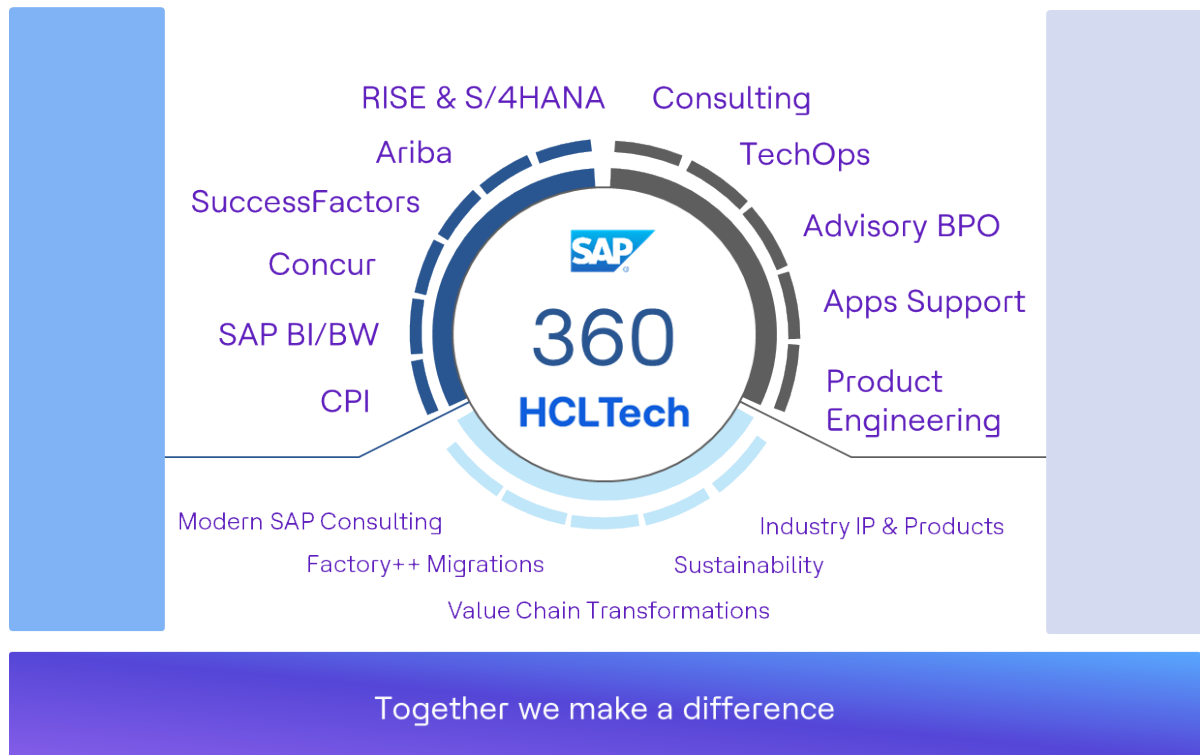 RISE & S/4HANA
Consulting
Ariba
TechOps
SuccessFactors
Advisory BPO
Concur
Apps Support
SAP BI/BW
CPI
Product
Engineering
SAP
®
360
HCLTech
Modern SAP Consulting
Industry IP & Products
Factory++ Migrations
Sustainability
Value Chain Transformations
Together we make a difference